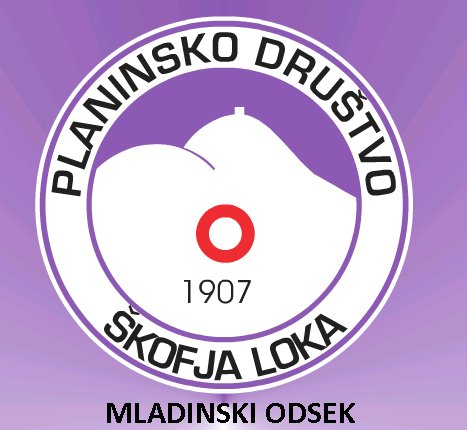 PLANINSKO DRUŠTVO
1907
ŠKOFJA LOKA
MLADINSKI ODSEK